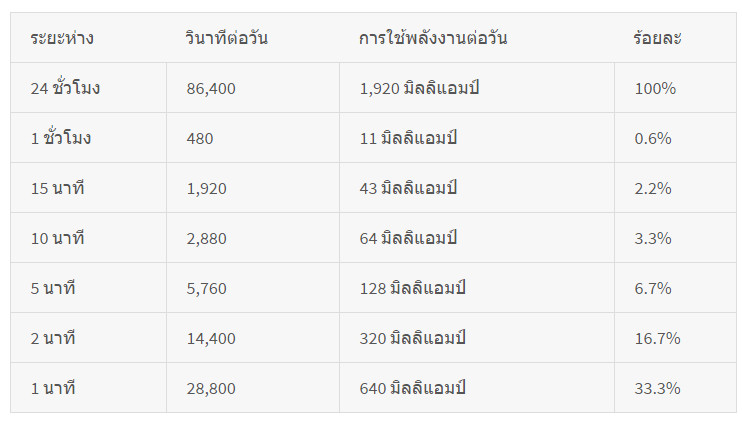 ระยะห่าง วินาทีต่อวัน การใช้พลังงานต่อวัน ร้อยละ
24 ชั่วโมง 86,400 1,920 มิลลิแอมป์ 100%
1 ชั่วโมง 480 11 มิลลิแอมป์ 0.6%
15 นาที 1,920 43 มิลลิแอมป์ 2.2%
10 นาที 2,880 64 มิลลิแอมป์ 3.3%
5 นาที 5,760 128 มิลลิแอมป์ 6.7%
2 นาที 14,400 320 มิลลิแอมป์ 16.7%
1 นาที 28,800 640 มิลลิแอมป์ 33.3%